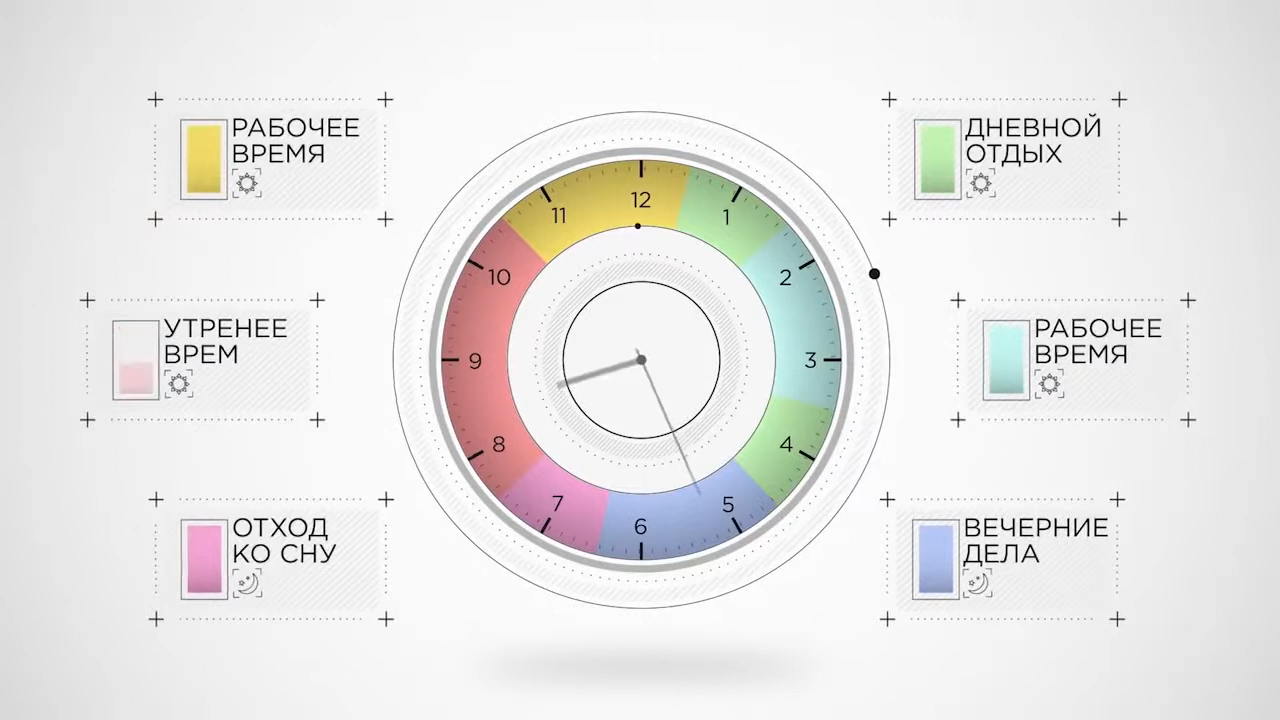 РАБОЧЕЕ
ВРЕМЯ
УТРЕНЕЕ
ВРЕМ
ОТХОД
КО СНУ
12
1
2
3
4
5
6
7
8
9
10
11
ДНЕВНОЙ
ОТДЫХ
РАБОЧЕЕ
ВРЕМЯ
ВЕЧЕРНИЕ
ДЕЛА